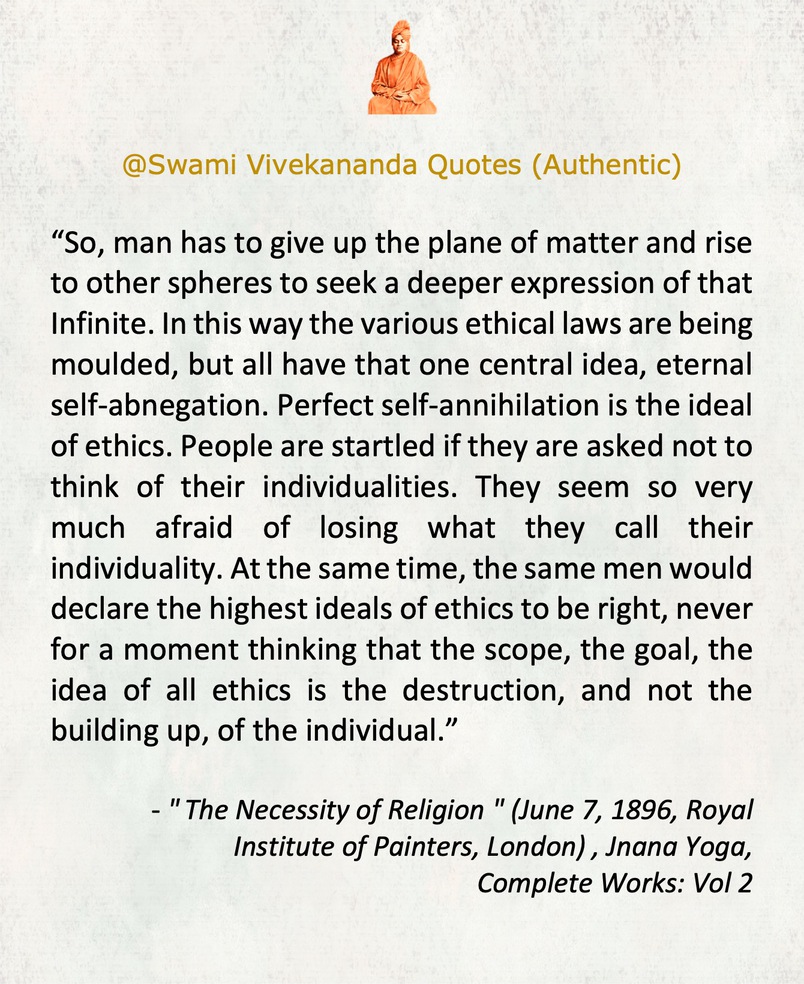 @Swami Vivekananda Quotes (Authentic)
“So, man has to give up the plane of matter and rise
to other spheres to seek a deeper expression of that
Infinite. In this way the various ethical laws are being
moulded, but all have that one central idea, eternal
self-abnegation. Perfect self-annihilation is the ideal
of ethics. People are startled if they are asked not to
think of their individualities. They seem so very
much afraid of losing what they call their
individuality. At the same time, the same men would
declare the highest ideals of ethics to be right, never
for a moment thinking that the scope, the goal, the
idea of all ethics is the destruction, and not the
building up, of the individual.”
- " The Necessity of Religion " (June 7, 1896, Royal
Institute of Painters, London) , Jnana Yoga,
Complete Works: Vol 2